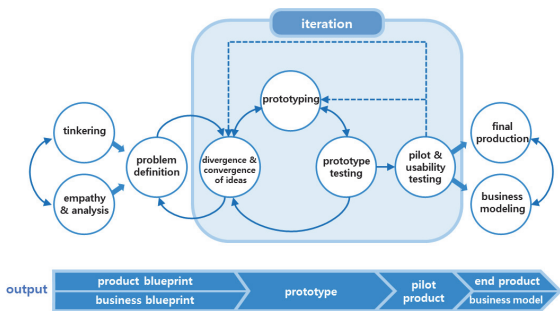 iteration
tinkering
empathy
& analysis
problem
definition
divergence &
convergence
of ideas
prototyping
prototype
testing
pilot &
usability
testing
final
production
business
modeling
output
product blueprint
business blueprint
prototype
pilot
product
end product
business model